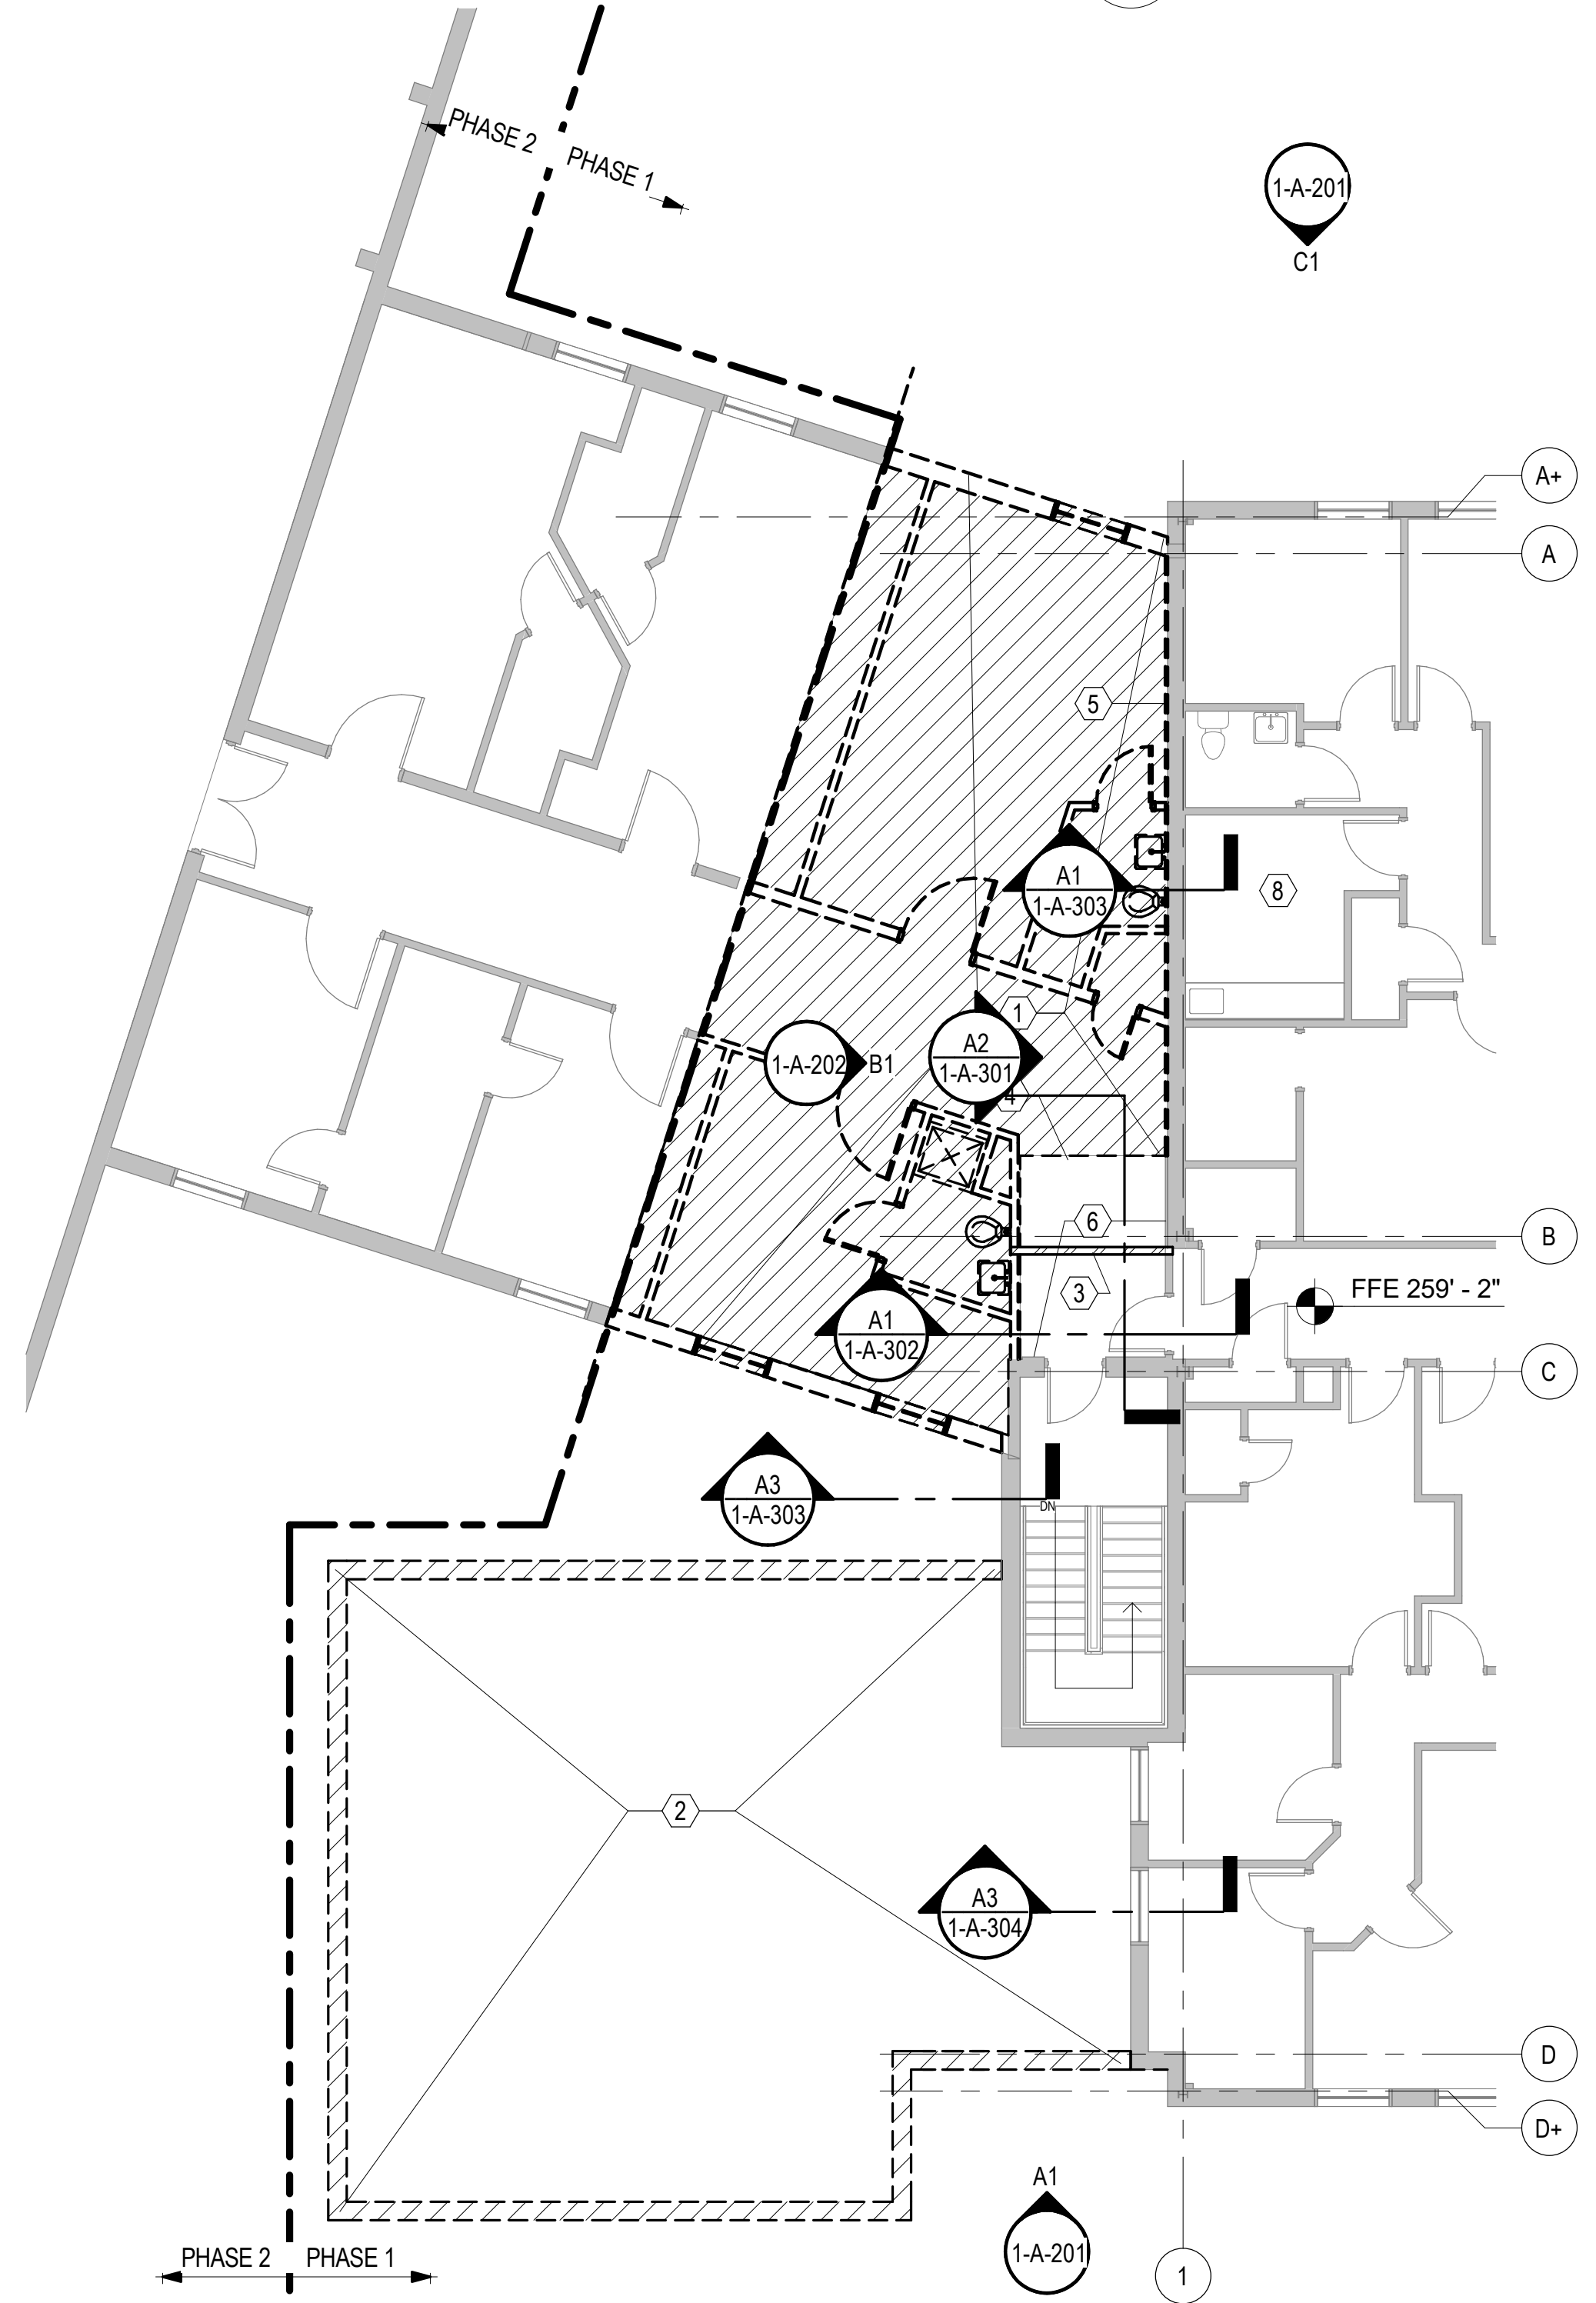 PHASE 2
PHASE 1
1-A-201
C1
A+
A
5
A1
1-A-303
8
1
A2
1-A-301
1-A-202
B1
4
6
B
3
FFE 259' - 2"
A1
1-A-302
C
A3
1-A-303
DN
2
A3
1-A-304
D
D+
A1
1-A-201
PHASE 2
PHASE 1
1